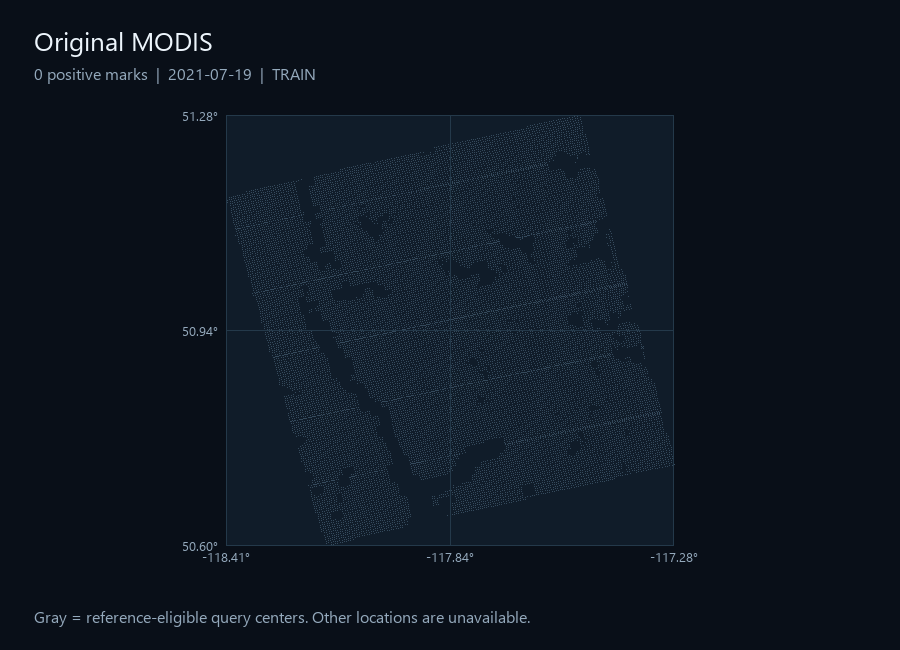 Original MODIS
0 positive marks | 2021-07-19 | TRAIN
51.28°
50.94°
50.60°
-118.41° -117.84° -117.28°
Gray = reference-eligible query centers. Other locations are unavailable.